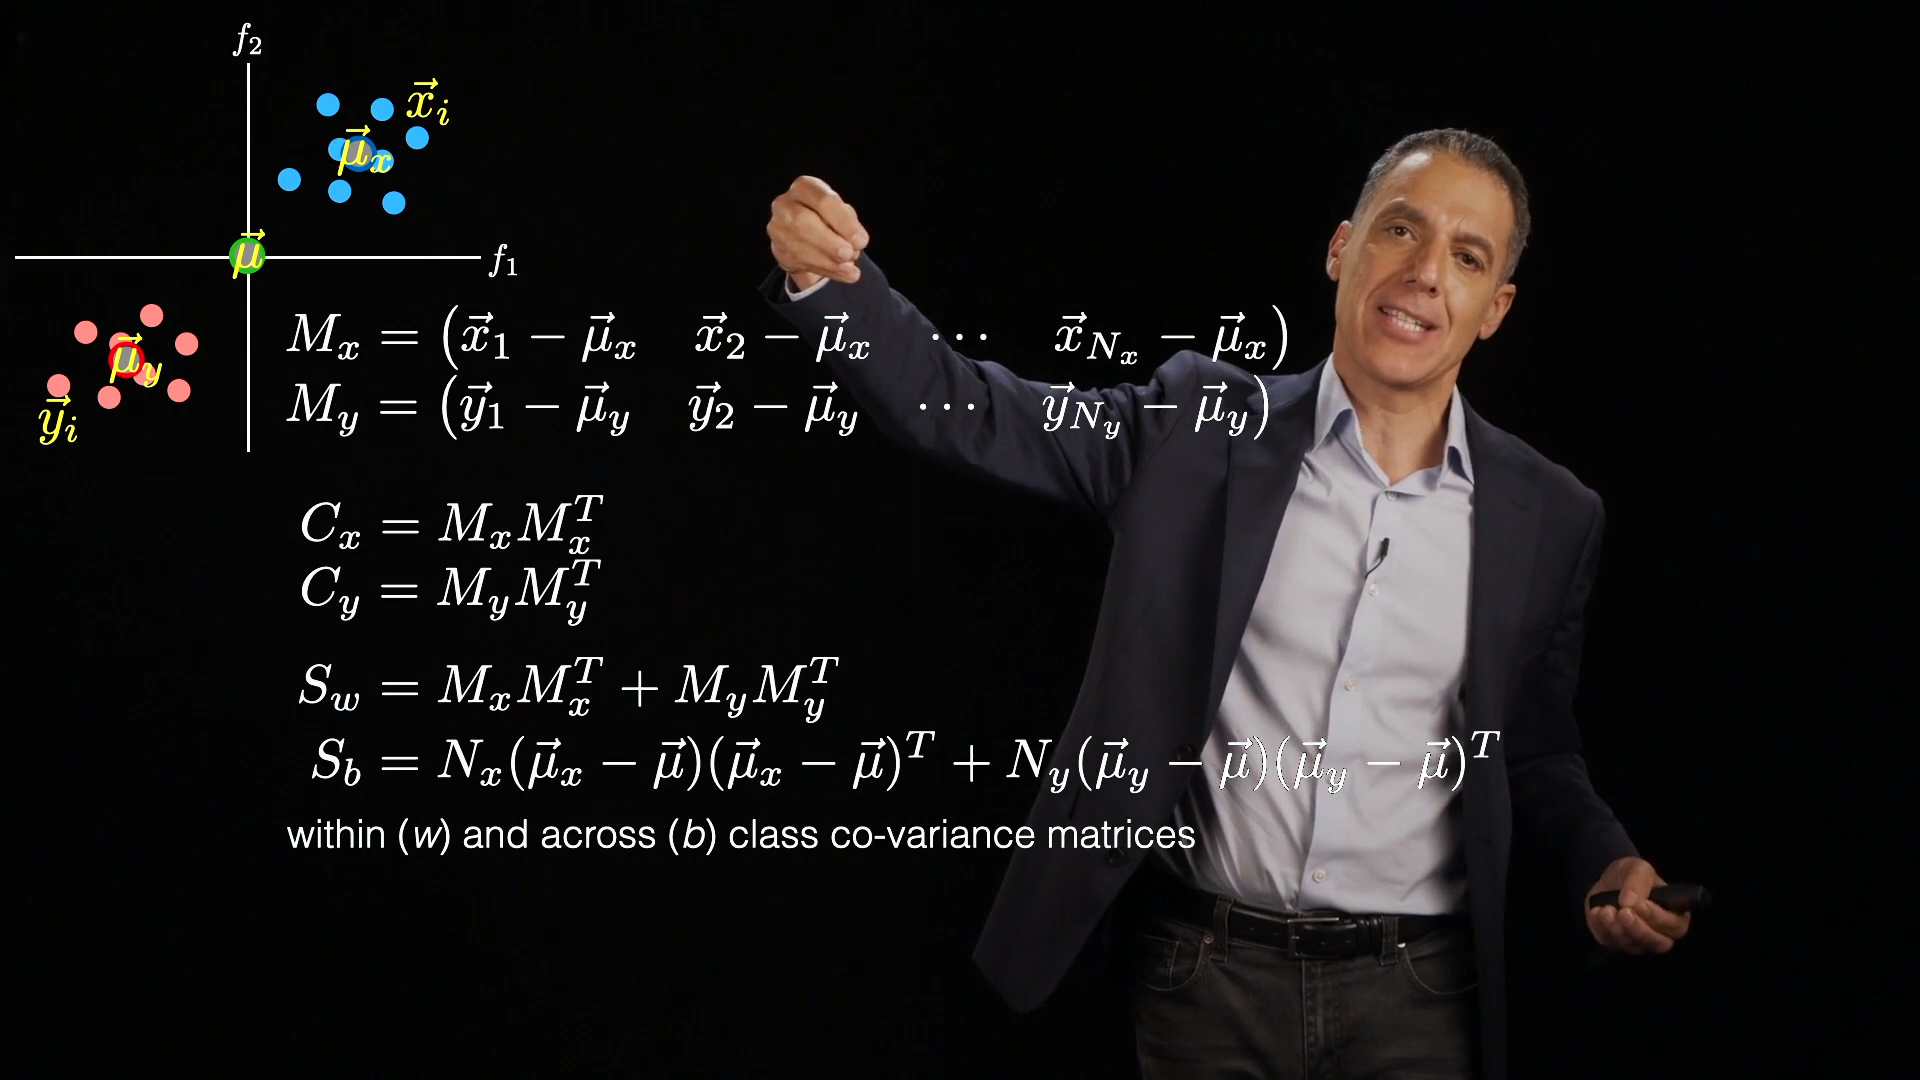 f₂
x⃗ᵢ
μ⃗ₓ
μ⃗
f₁
μ⃗_y
y⃗ᵢ
Mₓ = (x⃗₁ − μ⃗ₓ  x⃗₂ − μ⃗ₓ  ⋯  x⃗_{Nₓ} − μ⃗ₓ)
M_y = (y⃗₁ − μ⃗_y  y⃗₂ − μ⃗_y  ⋯  y⃗_{N_y} − μ⃗_y)
Cₓ = MₓMₓᵀ
C_y = M_yM_yᵀ
S_w = MₓMₓᵀ + M_yM_yᵀ
S_b = Nₓ(μ⃗ₓ − μ⃗)(μ⃗ₓ − μ⃗)ᵀ + N_y(μ⃗_y − μ⃗)(μ⃗_y − μ⃗)ᵀ
within (w) and across (b) class co-variance matrices